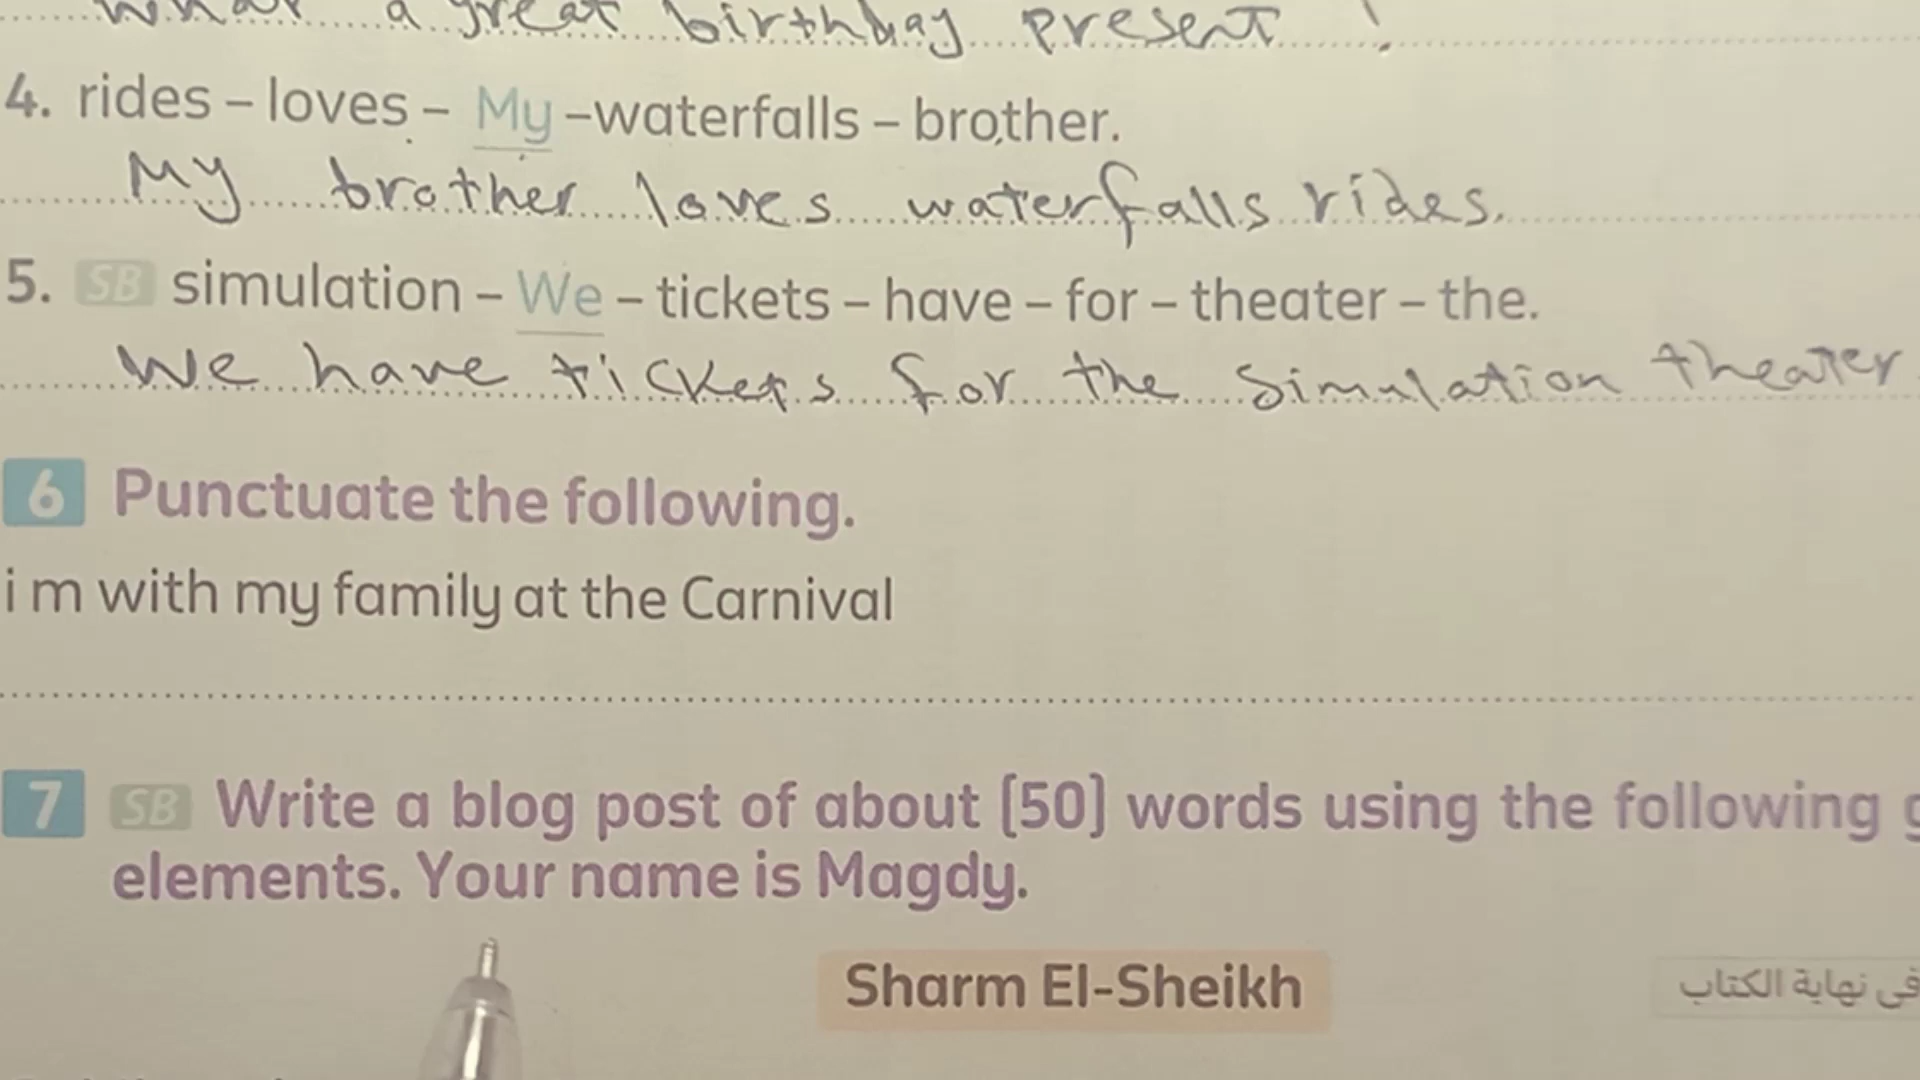 What a great birthday present !
4. rides – loves – My –waterfalls – brother.
My brother loves waterfalls rides.
5. SB simulation – We – tickets – have – for – theater – the.
We have tickets for the simulation theater.
6 Punctuate the following.
i m with my family at the Carnival
7 SB Write a blog post of about (50) words using the following
elements. Your name is Magdy.
Sharm El-Sheikh
في نهاية الكتاب